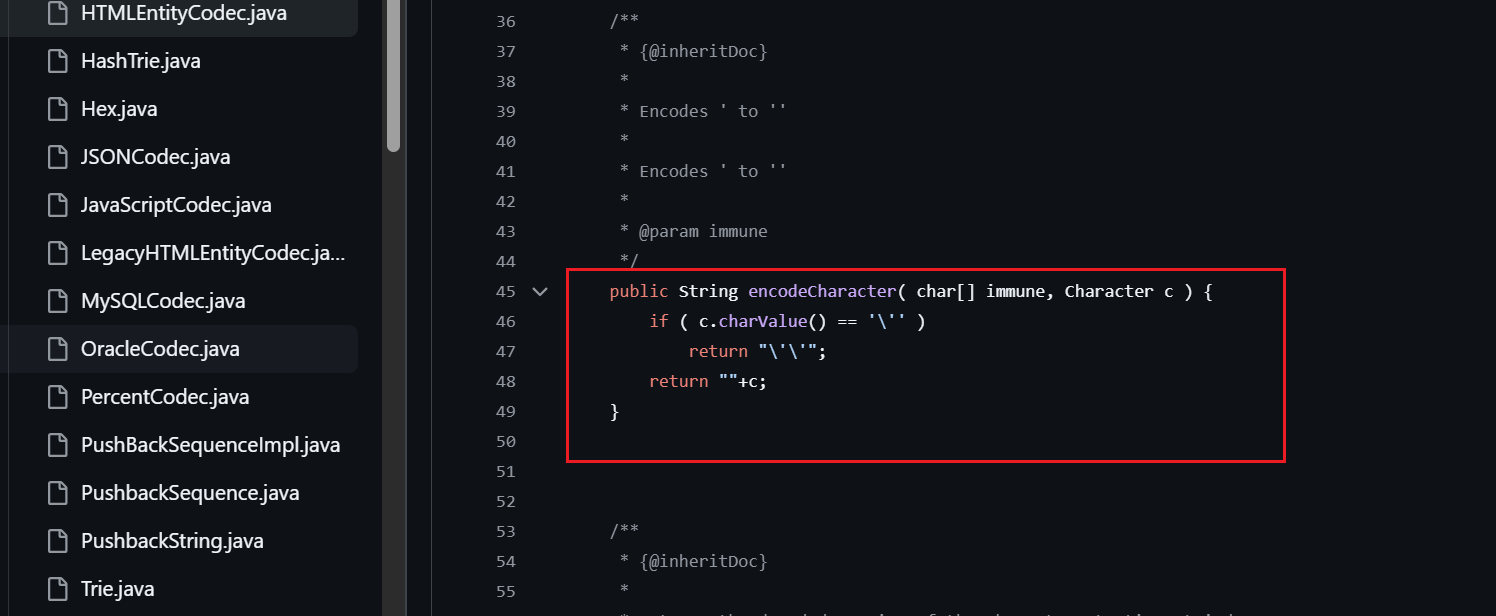 HTMLEntityCodec.java
HashTrie.java
Hex.java
JSONCodec.java
JavaScriptCodec.java
LegacyHTMLEntityCodec.ja...
MySQLCodec.java
OracleCodec.java
PercentCodec.java
PushBackSequenceImpl.java
PushbackSequence.java
PushbackString.java
Trie.java
36 /**
37 * {@inheritDoc}
38 *
39 * Encodes ' to ''
40 *
41 * Encodes ' to ''
42 *
43 * @param immune
44 */
45 public String encodeCharacter( char[] immune, Character c ) {
46 if ( c.charValue() == '\'' )
47 return "\'\'";
48 return ""+c;
49 }
50
51
52
53 /**
54 * {@inheritDoc}
55 *